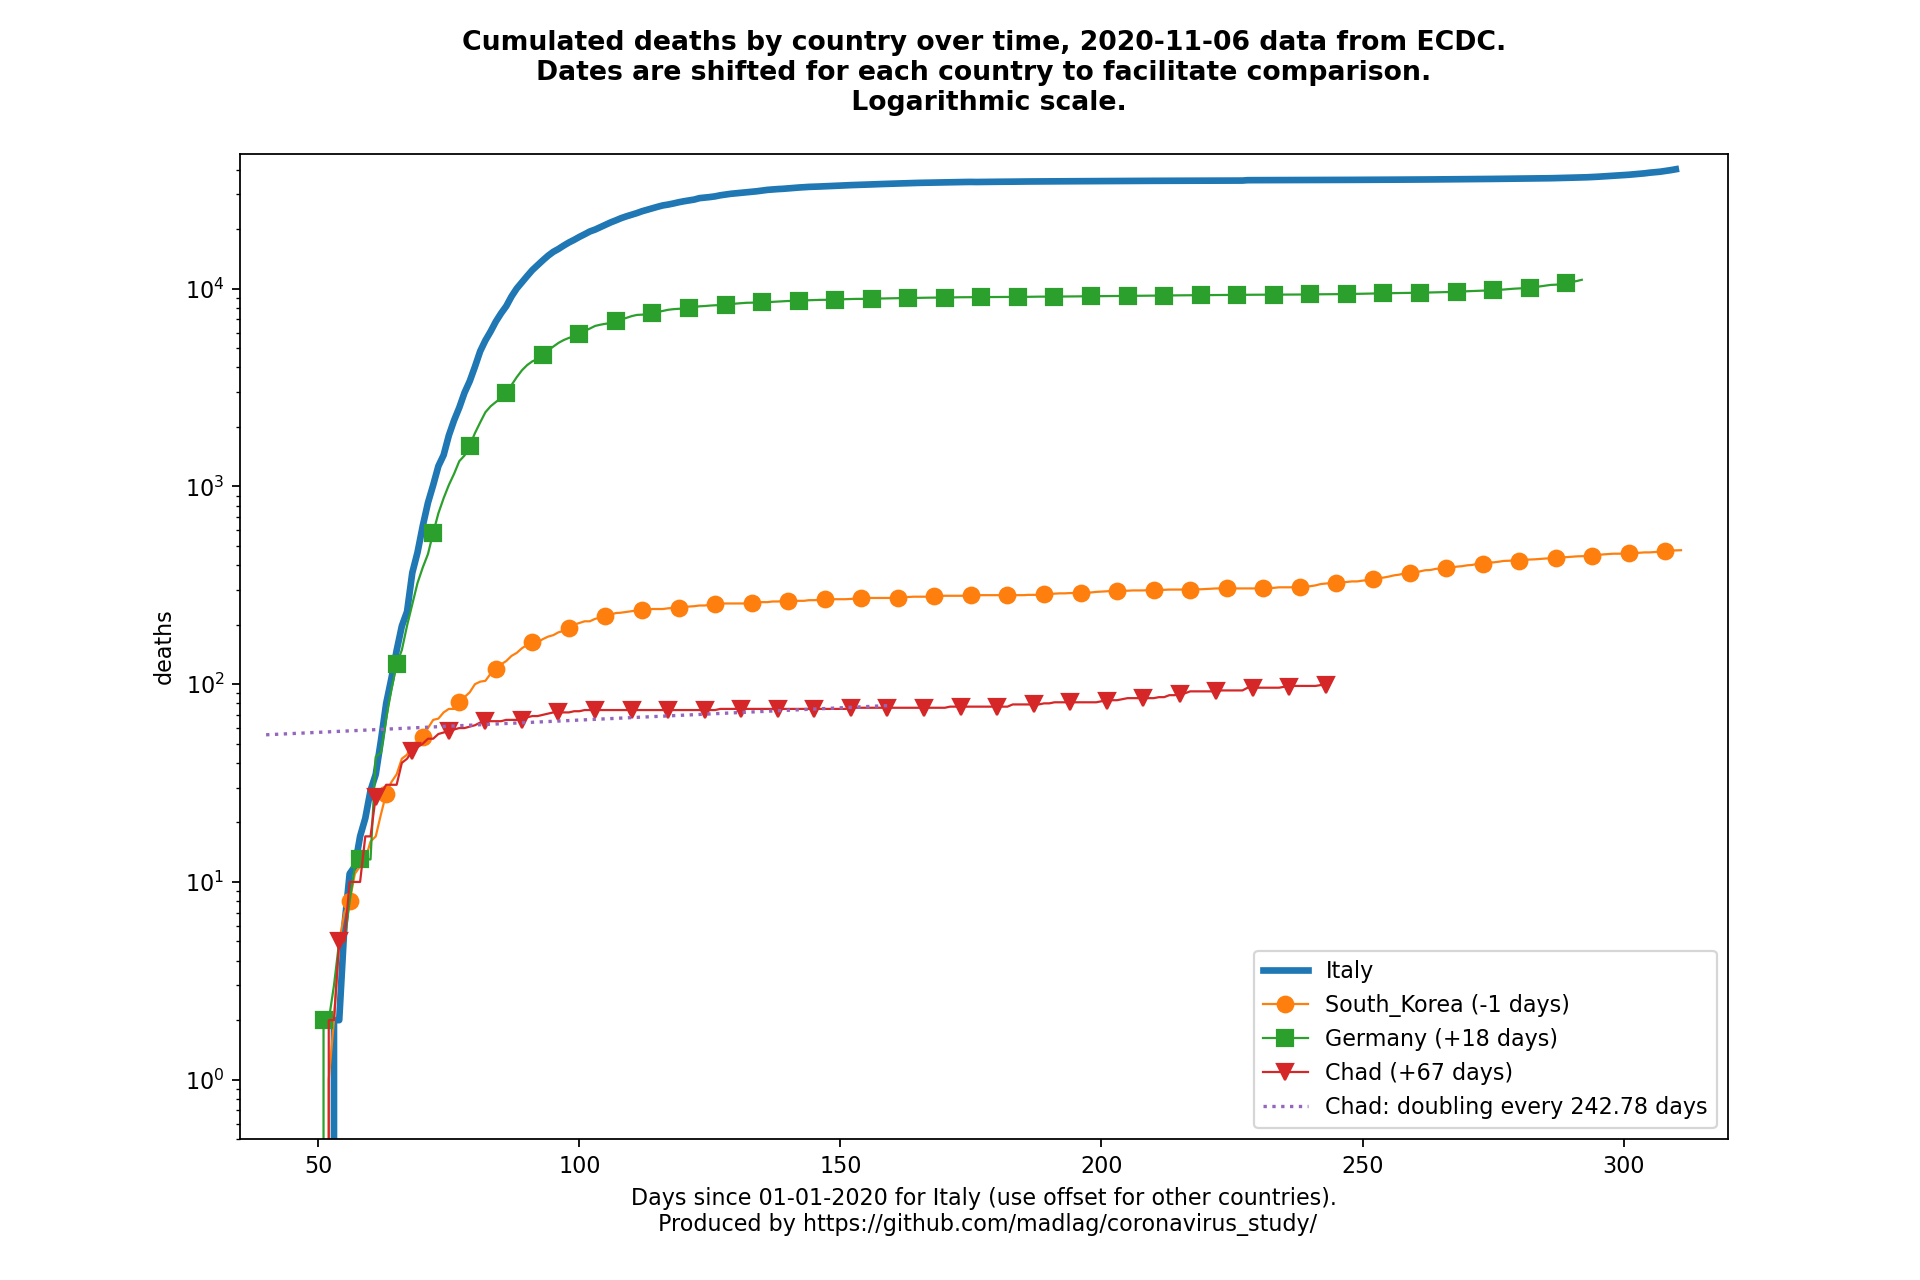 Cumulated deaths by country over time, 2020-11-06 data from ECDC.
Dates are shifted for each country to facilitate comparison.
Logarithmic scale.
deaths
10^4
10^3
10^2
10^1
10^0
50 100 150 200 250 300
Italy
South_Korea (-1 days)
Germany (+18 days)
Chad (+67 days)
Chad: doubling every 242.78 days
Days since 01-01-2020 for Italy (use offset for other countries).
Produced by https://github.com/madlag/coronavirus_study/